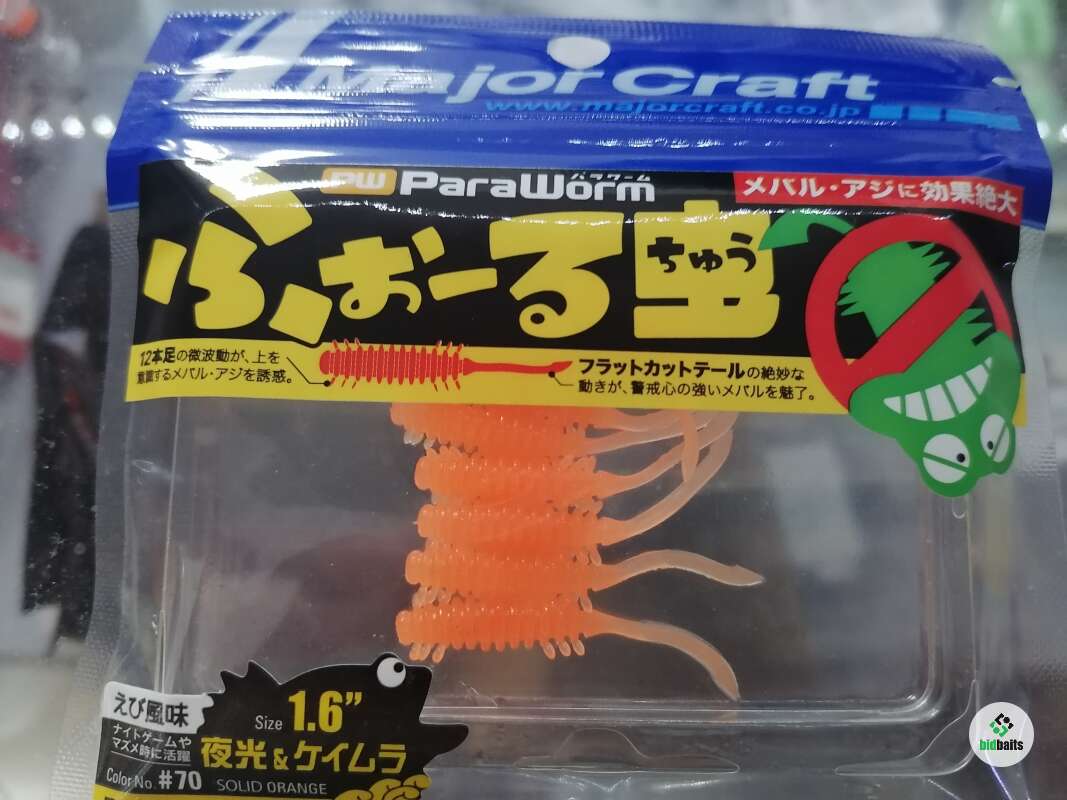 Major Craft
www.majorcraft.co.jp
パラワーム
PW ParaWorm
メバル・アジに効果絶大
ふぉーる虫
ちゅう
12本足の微波動が、上を
意識するメバル・アジを誘惑。
フラットカットテールの絶妙な
動きが、警戒心の強いメバルを魅了。
えび風味
ナイトゲームや
マズメ時に活躍
Size 1.6"
夜光&ケイムラ
Color No. #70 SOLID ORANGE
bidbaits